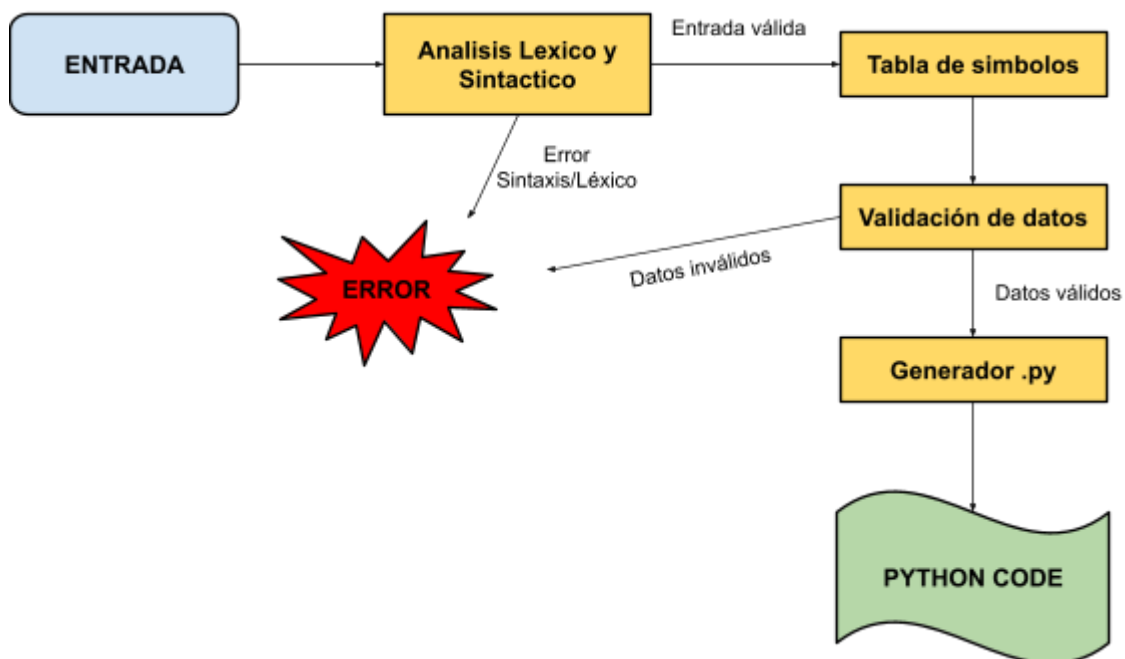 ENTRADA
Analisis Lexico y
Sintactico
Entrada válida
Tabla de simbolos
Error
Sintaxis/Léxico
Validación de datos
ERROR
Datos inválidos
Datos válidos
Generador .py
PYTHON CODE